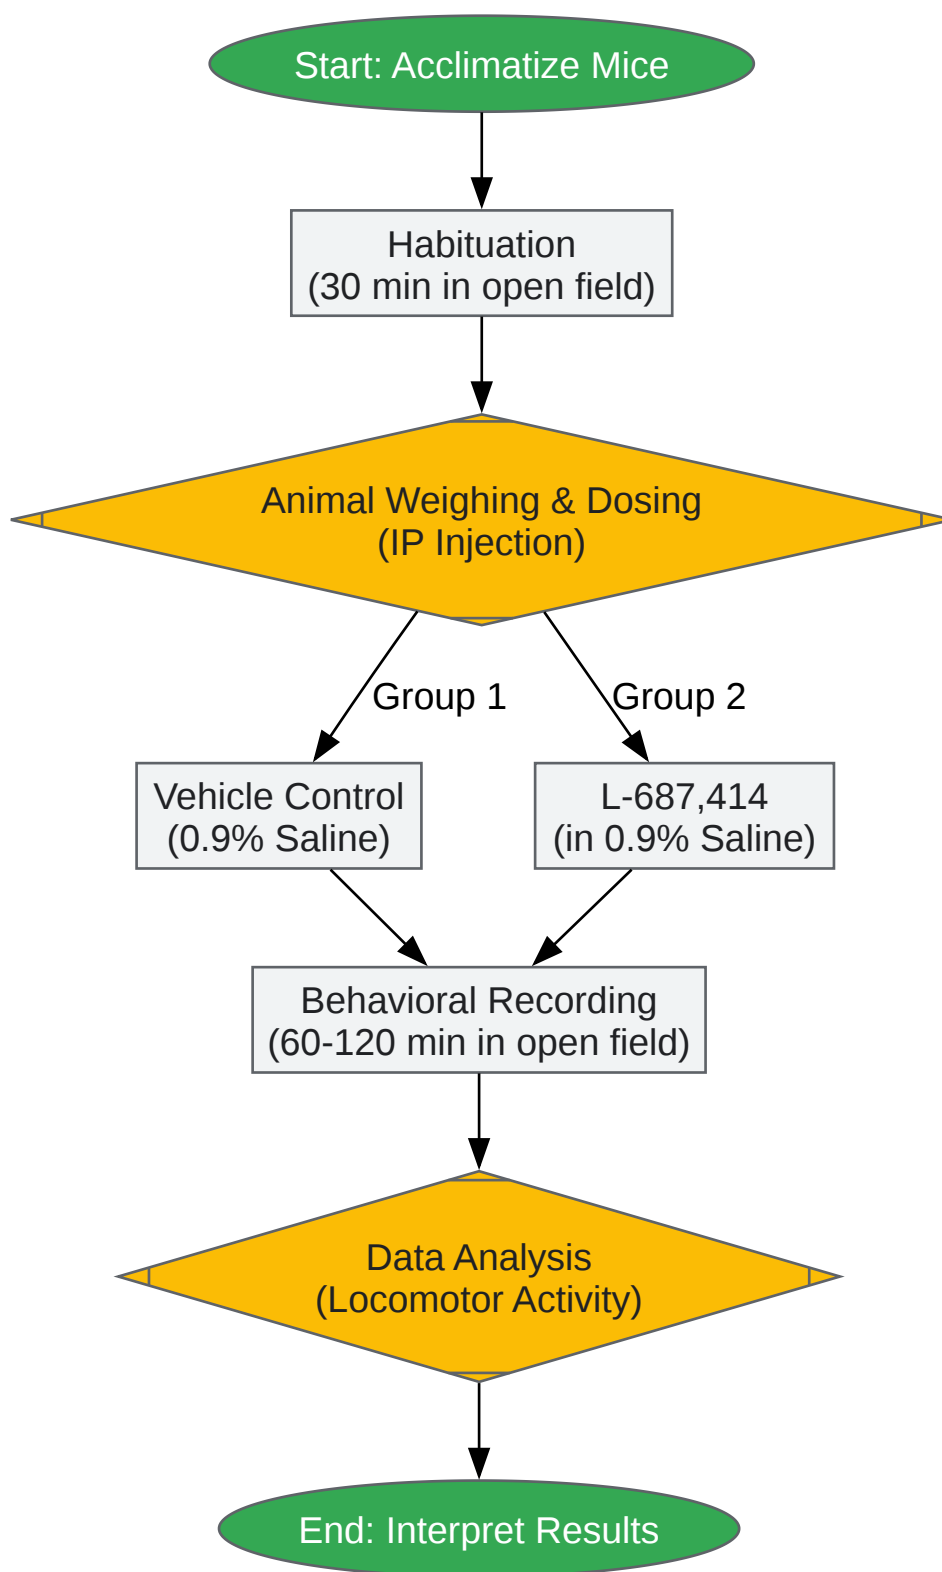 Start: Acclimatize Mice
Habituation
(30 min in open field)
Animal Weighing & Dosing
(IP Injection)
Group 1
Group 2
Vehicle Control
(0.9% Saline)
L-687,414
(in 0.9% Saline)
Behavioral Recording
(60-120 min in open field)
Data Analysis
(Locomotor Activity)
End: Interpret Results